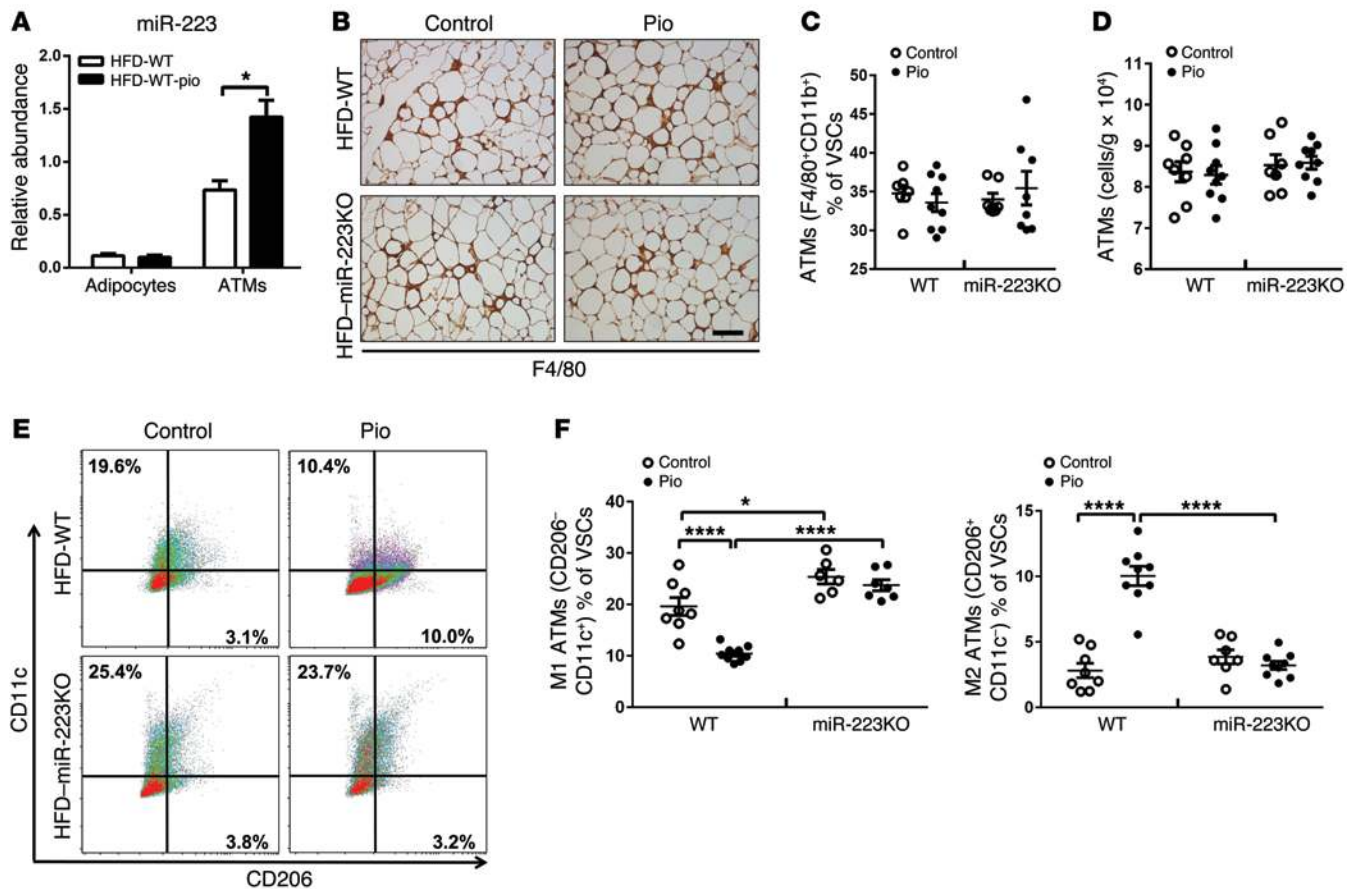 A
miR-223
HFD-WT
HFD-WT-pio
*
Relative abundance
2.0
1.5
1.0
0.5
0.0
Adipocytes
ATMs
B
Control
Pio
HFD-WT
HFD–miR-223KO
F4/80
C
Control
Pio
ATMs (F4/80⁺CD11b⁺)
% of VSCs
50
45
40
35
30
25
WT
miR-223KO
D
Control
Pio
ATMs (cells/g × 10⁴)
11
10
9
8
7
6
WT
miR-223KO
E
Control
Pio
HFD-WT
19.6%
3.1%
10.4%
10.0%
HFD–miR-223KO
25.4%
3.8%
23.7%
3.2%
CD11c
CD206
F
Control
Pio
M1 ATMs (CD206⁻
CD11c⁺) % of VSCs
40
30
20
10
0
*
****
****
WT
miR-223KO
Control
Pio
M2 ATMs (CD206⁺
CD11c⁻) % of VSCs
15
10
5
0
****
****
WT
miR-223KO